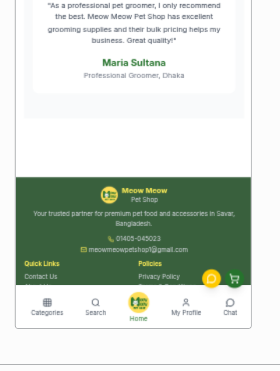 "As a professional pet groomer, I only recommend
the best. Meow Meow Pet Shop has excellent
grooming supplies and their bulk pricing helps my
business. Great quality!"
Maria Sultana
Professional Groomer, Dhaka
Meow Meow
Pet Shop
Your trusted partner for premium pet food and accessories in Savar,
Bangladesh.
01405-045023
meowmeowpetshop1@gmail.com
Quick Links
Policies
Contact Us
Privacy Policy
Categories
Search
Home
My Profile
Chat